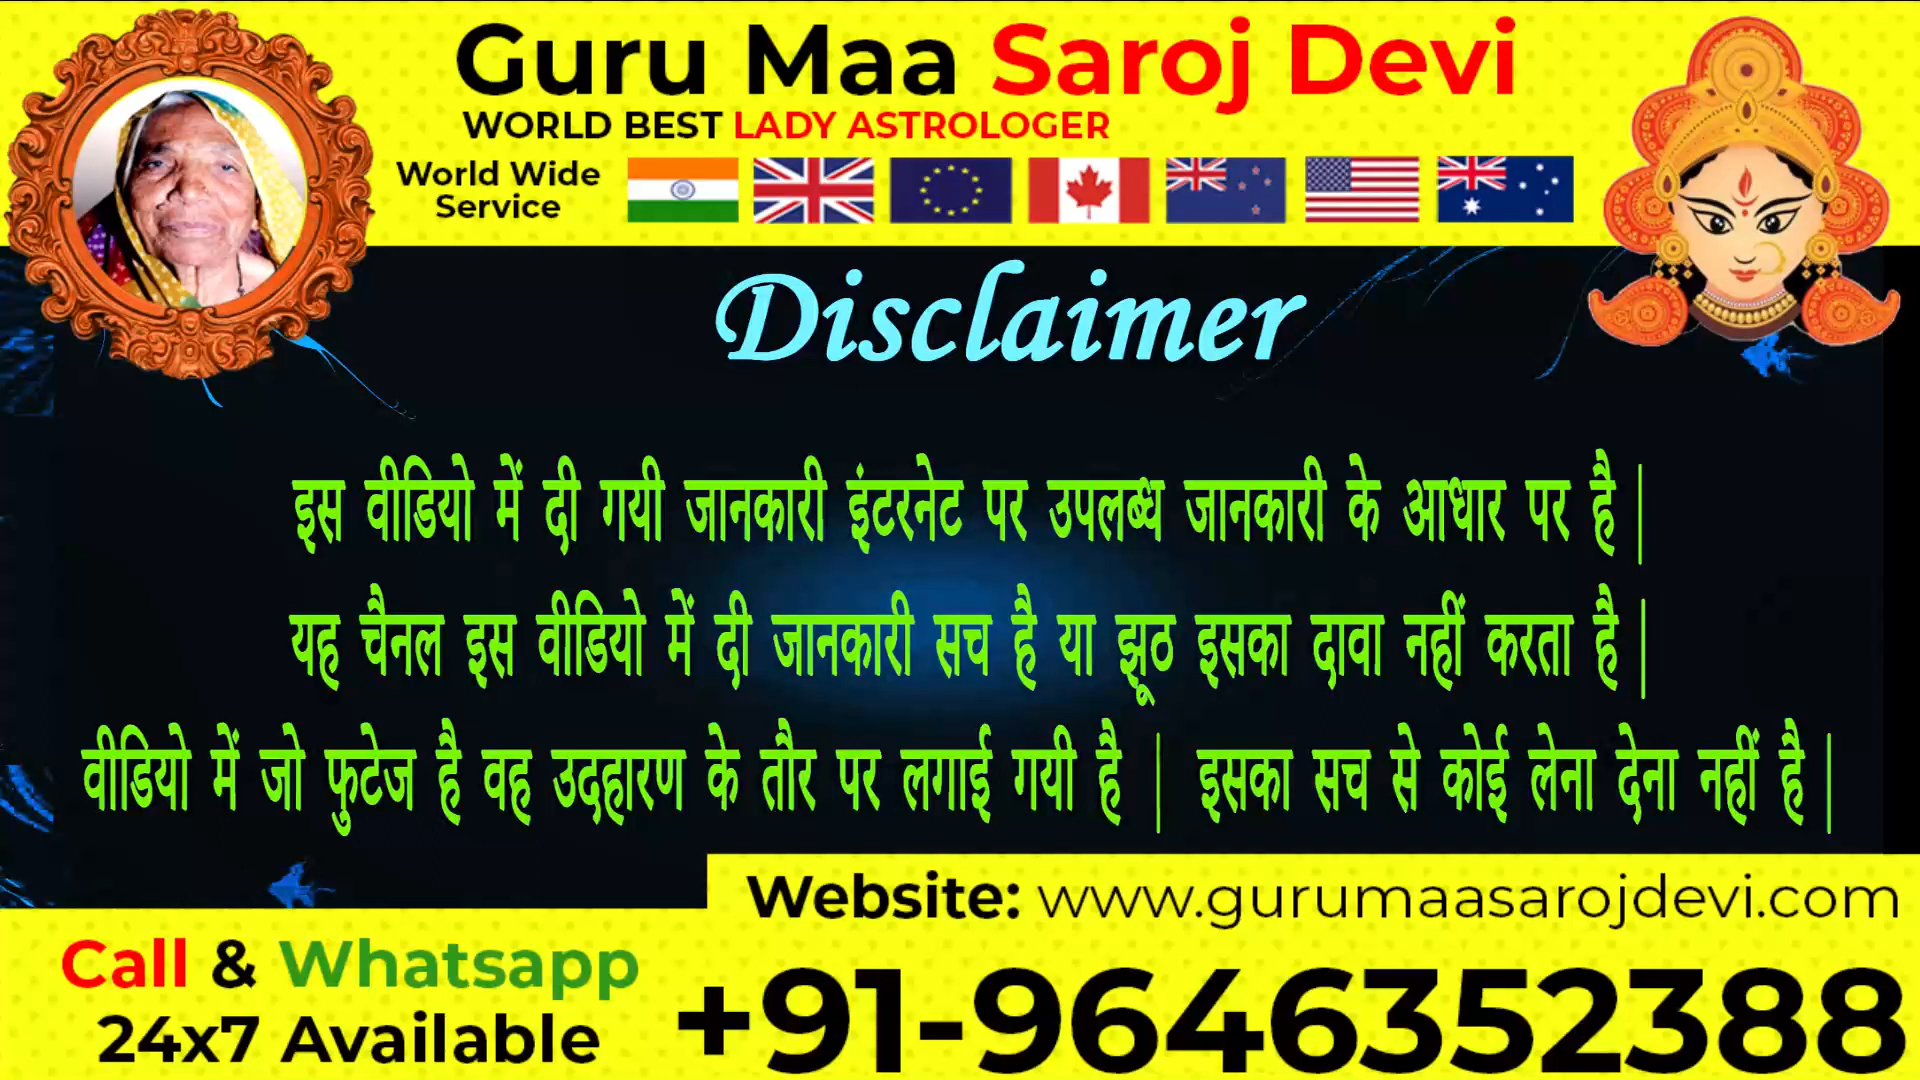 Guru Maa Saroj Devi
WORLD BEST LADY ASTROLOGER
World Wide
Service
Disclaimer
इस वीडियो में दी गयी जानकारी इंटरनेट पर उपलब्ध जानकारी के आधार पर है |
यह चैनल इस वीडियो में दी जानकारी सच है या झूठ इसका दावा नहीं करता है |
वीडियो में जो फुटेज है वह उदहारण के तौर पर लगाई गयी है | इसका सच से कोई लेना देना नहीं है |
Website: www.gurumaasarojdevi.com
Call & Whatsapp
24x7 Available
+91-9646352388